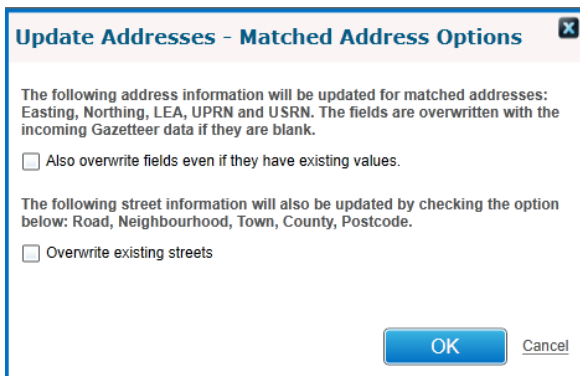 Update Addresses - Matched Address Options
The following address information will be updated for matched addresses:
Easting, Northing, LEA, UPRN and USRN. The fields are overwritten with the
incoming Gazetteer data if they are blank.
Also overwrite fields even if they have existing values.
The following street information will also be updated by checking the option
below: Road, Neighbourhood, Town, County, Postcode.
Overwrite existing streets
OK Cancel